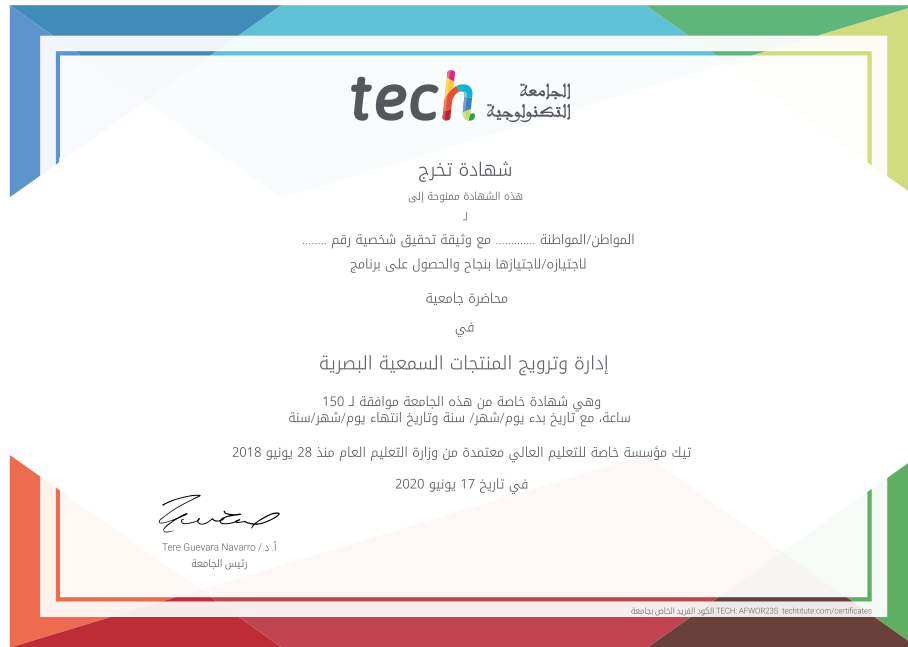 tech الجامعة
التكنولوجية
شهادة تخرج
هذه الشهادة ممنوحة إلى
لـ
المواطن/المواطنة ............ مع وثيقة تحقيق شخصية رقم ........
لاجتيازه/لاجتيازها بنجاح والحصول على برنامج
محاضرة جامعية
في
إدارة وترويج المنتجات السمعية البصرية
وهي شهادة خاصة من هذه الجامعة موافقة لـ 150
ساعة، مع تاريخ بدء يوم/شهر/ سنة وتاريخ انتهاء يوم/شهر/سنة
تيك مؤسسة خاصة للتعليم العالي معتمدة من وزارة التعليم العام منذ 28 يونيو 2018
في تاريخ 17 يونيو 2020
أ. د./ Tere Guevara Navarro
رئيس الجامعة
الكود الفريد الخاص بجامعة TECH: AFWOR23S techtitute.com/certificates